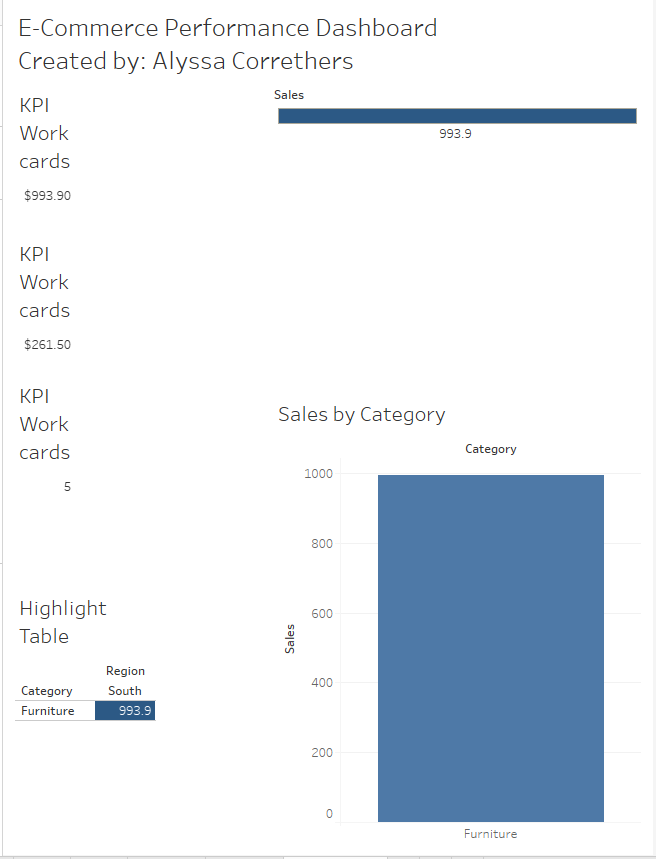 E-Commerce Performance Dashboard
Created by: Alyssa Correthers
KPI
Work
cards
$993.90
Sales
993.9
KPI
Work
cards
$261.50
KPI
Work
cards
5
Sales by Category
Category
1000
800
600
400
200
0
Sales
Furniture
Highlight
Table
Region
Category South
Furniture 993.9